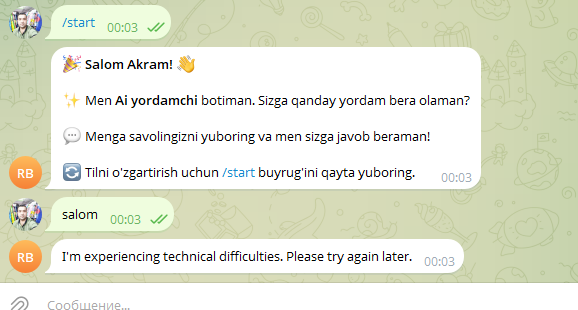 /start 00:03
🎉 Salom Akram! 👋
✨ Men Ai yordamchi botiman. Sizga qanday yordam bera olaman?
💬 Menga savolingizni yuboring va men sizga javob beraman!
🔄 Tilni o'zgartirish uchun /start buyrug'ini qayta yuboring. 00:03
RB
salom 00:03
RB
I'm experiencing technical difficulties. Please try again later. 00:03
Сообщение...